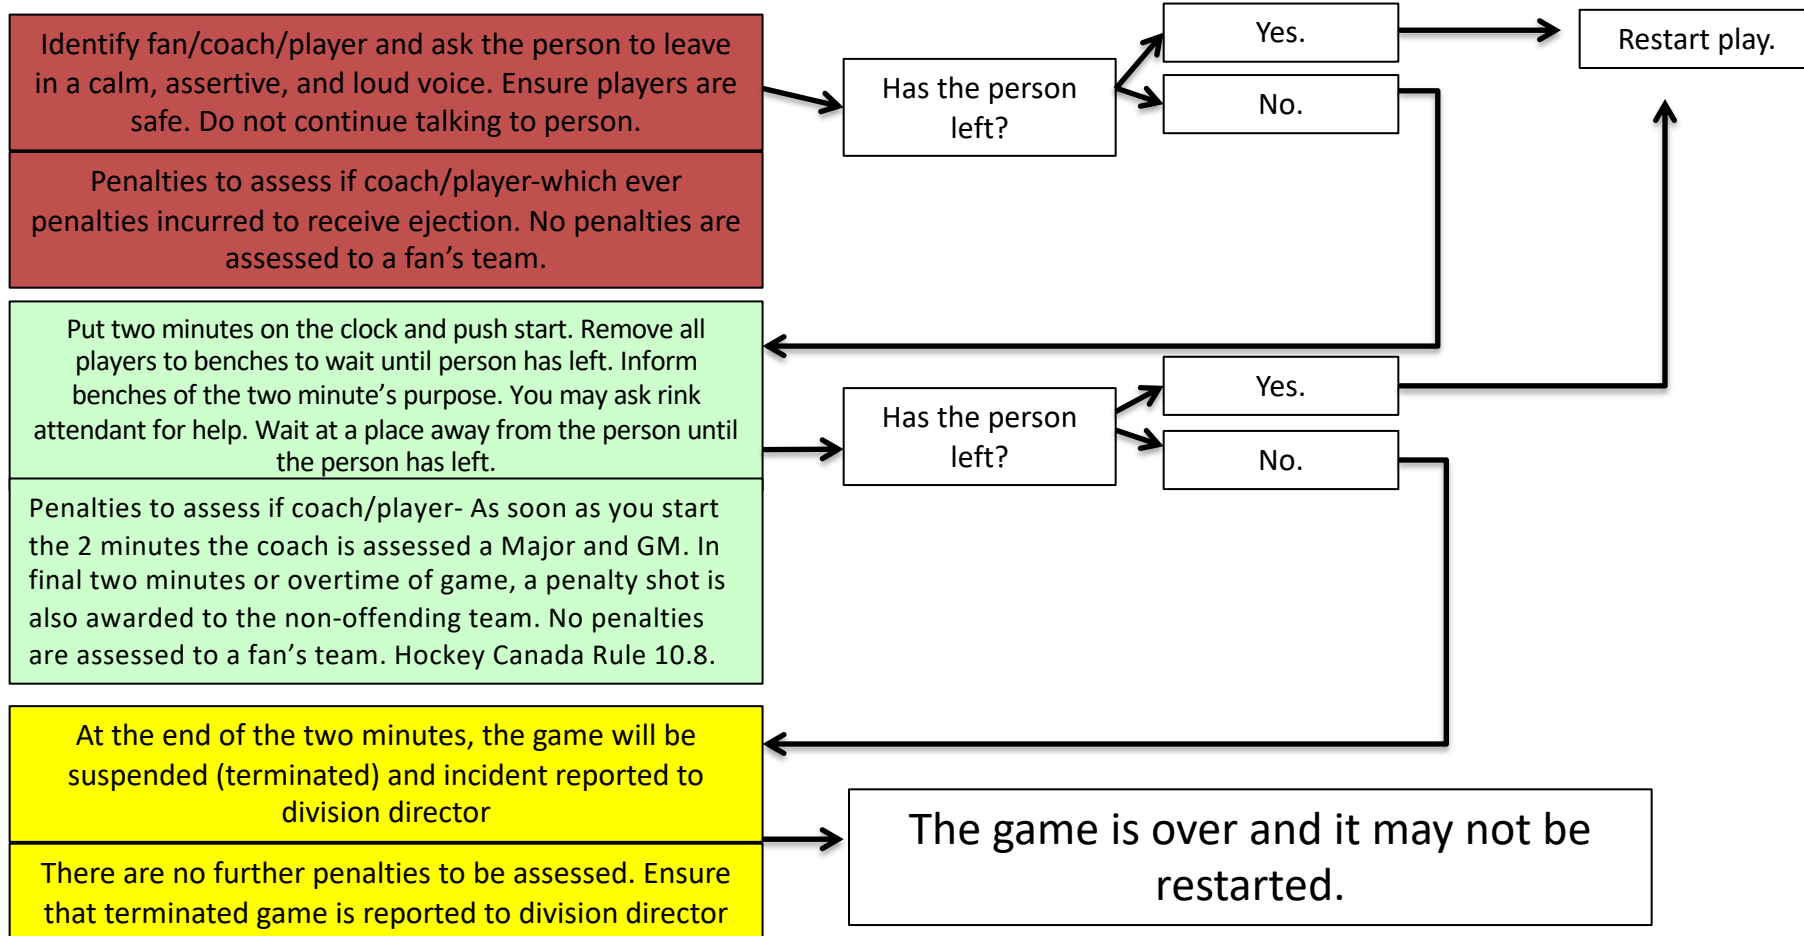 Identify fan/coach/player and ask the person to leave
in a calm, assertive, and loud voice. Ensure players are
safe. Do not continue talking to person.
Penalties to assess if coach/player-which ever
penalties incurred to receive ejection. No penalties are
assessed to a fan’s team.
Has the person
left?
Yes.
No.
Restart play.
Put two minutes on the clock and push start. Remove all
players to benches to wait until person has left. Inform
benches of the two minute’s purpose. You may ask rink
attendant for help. Wait at a place away from the person until
the person has left.
Penalties to assess if coach/player- As soon as you start
the 2 minutes the coach is assessed a Major and GM. In
final two minutes or overtime of game, a penalty shot is
also awarded to the non-offending team. No penalties
are assessed to a fan’s team. Hockey Canada Rule 10.8.
Has the person
left?
Yes.
No.
At the end of the two minutes, the game will be
suspended (terminated) and incident reported to
division director
There are no further penalties to be assessed. Ensure
that terminated game is reported to division director
The game is over and it may not be
restarted.